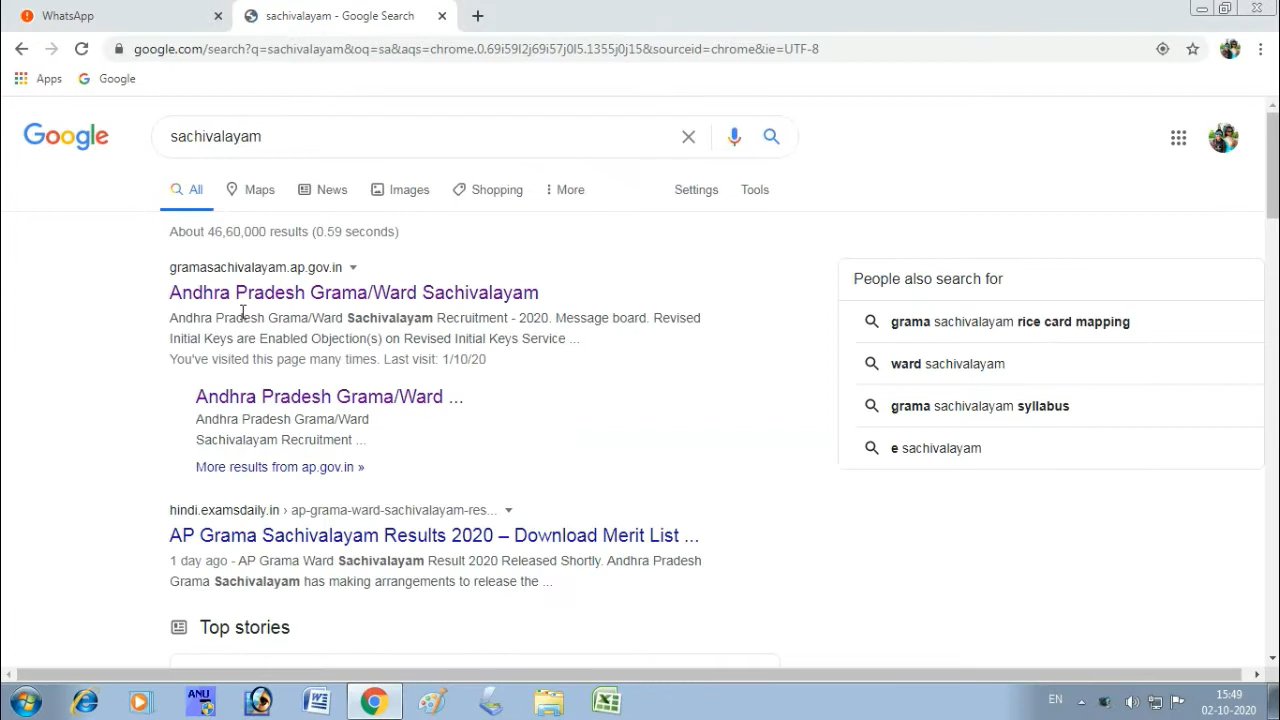 WhatsApp
sachivalayam - Google Search
google.com/search?q=sachivalayam&oq=sa&aqs=chrome.0.69i59l2j69i57j0l5.1355j0j15&sourceid=chrome&ie=UTF-8
Apps
Google
Google
sachivalayam
All
Maps
News
Images
Shopping
More
Settings
Tools
About 46,60,000 results (0.59 seconds)
gramasachivalayam.ap.gov.in
Andhra Pradesh Grama/Ward Sachivalayam
Andhra Pradesh Grama/Ward Sachivalayam Recruitment - 2020. Message board. Revised
Initial Keys are Enabled Objection(s) on Revised Initial Keys Service ...
You've visited this page many times. Last visit: 1/10/20
Andhra Pradesh Grama/Ward ...
Andhra Pradesh Grama/Ward
Sachivalayam Recruitment ...
More results from ap.gov.in »
hindi.examsdaily.in › ap-grama-ward-sachivalayam-res...
AP Grama Sachivalayam Results 2020 – Download Merit List ...
1 day ago - AP Grama Ward Sachivalayam Result 2020 Released Shortly. Andhra Pradesh
Grama Sachivalayam has making arrangements to release the ...
Top stories
People also search for
grama sachivalayam rice card mapping
ward sachivalayam
grama sachivalayam syllabus
e sachivalayam
ANU
EN
15:49
02-10-2020